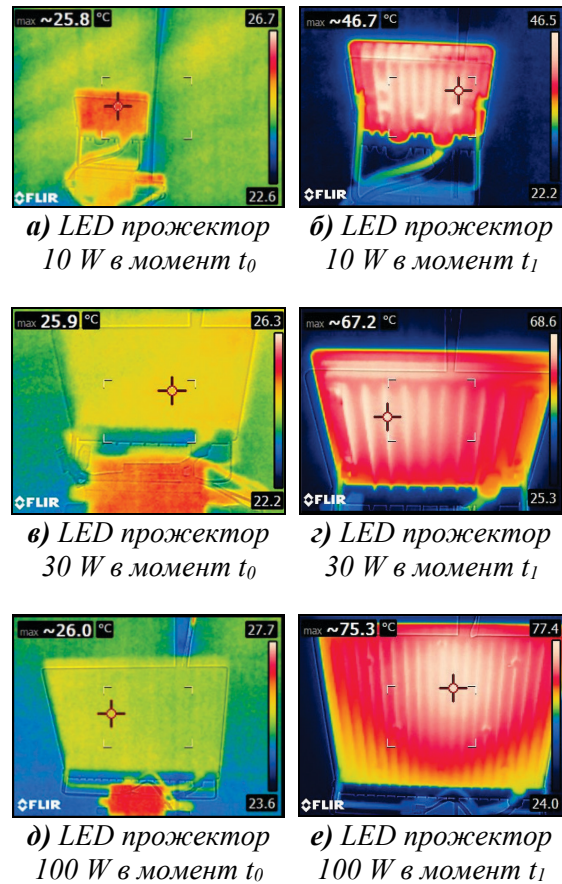 max ~25.8 °C 26.7
22.6
FLIR
max ~46.7 °C 46.5
22.2
FLIR
а) LED прожектор
10 W в момент t0
б) LED прожектор
10 W в момент t1
max 25.9 °C 26.3
22.2
FLIR
max ~67.2 °C 68.6
25.3
FLIR
в) LED прожектор
30 W в момент t0
г) LED прожектор
30 W в момент t1
max ~26.0 °C 27.7
23.6
FLIR
max ~75.3 °C 77.4
24.0
FLIR
д) LED прожектор
100 W в момент t0
е) LED прожектор
100 W в момент t1